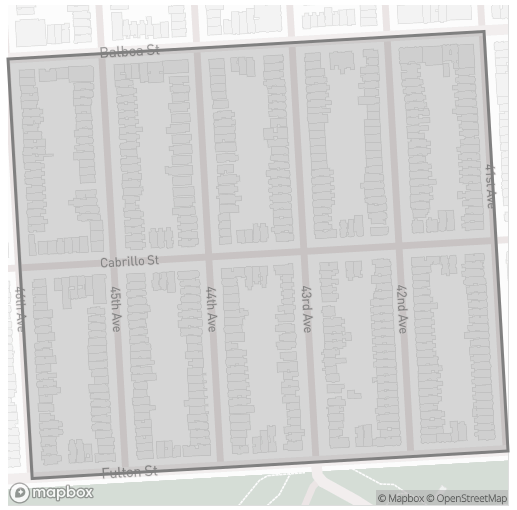 Balboa St
41st Ave
Cabrillo St
46th Ave
45th Ave
44th Ave
43rd Ave
42nd Ave
Fulton St
mapbox
© Mapbox © OpenStreetMap